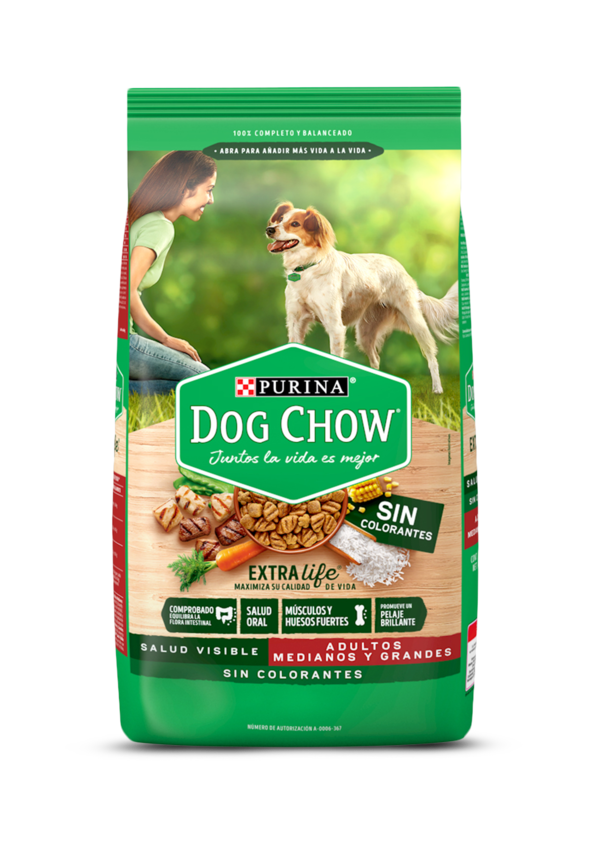 100% COMPLETO Y BALANCEADO
• ABRA PARA AÑADIR MÁS VIDA A LA VIDA •
PURINA®
DOG CHOW®
Juntos la vida es mejor
SIN
COLORANTES
EXTRA life®
MAXIMIZA SU CALIDAD DE VIDA
COMPROBADO
EQUILIBRA LA
FLORA INTESTINAL
SALUD
ORAL
MÚSCULOS Y
HUESOS FUERTES
PROMUEVE UN
PELAJE
BRILLANTE
SALUD VISIBLE
ADULTOS
MEDIANOS Y GRANDES
SIN COLORANTES
NÚMERO DE AUTORIZACIÓN A-0006-367